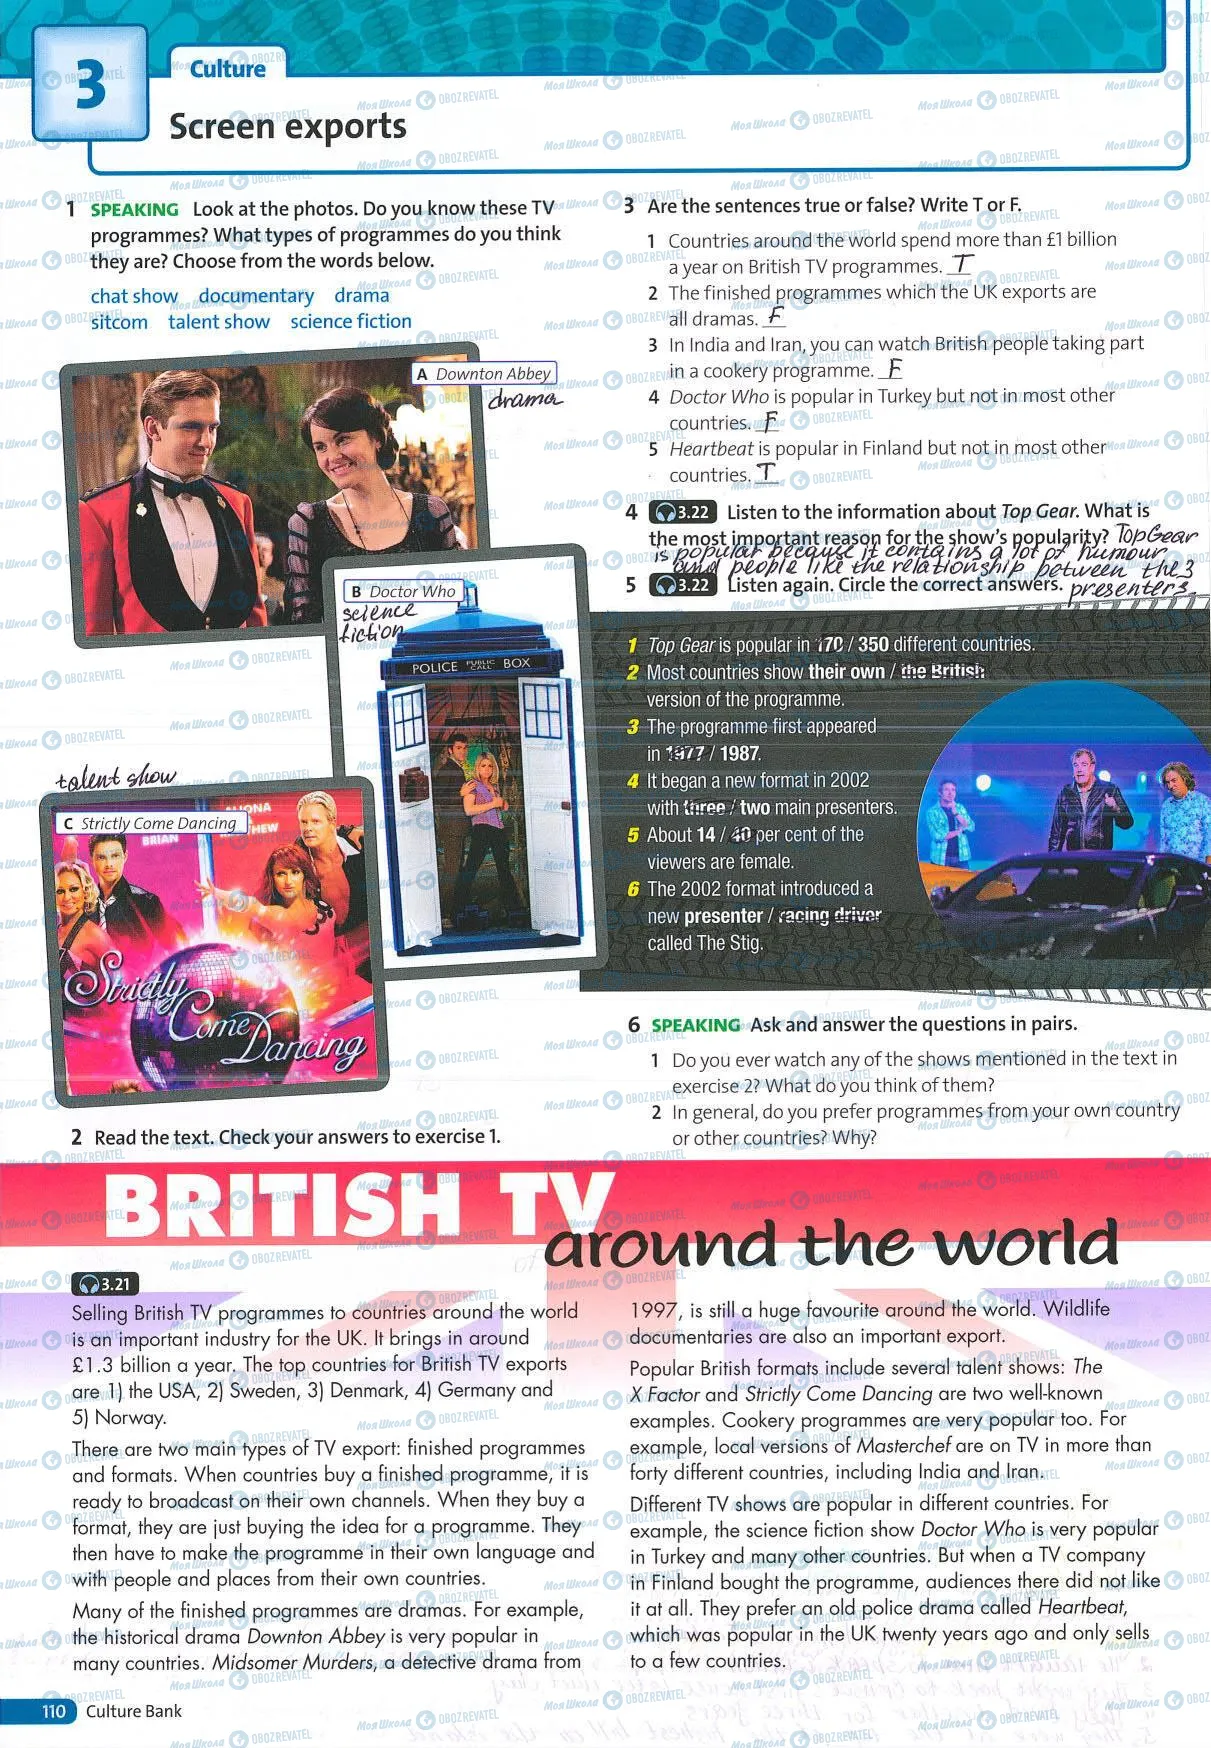 3
Culture
Screen exports
1 SPEAKING Look at the photos. Do you know these TV
programmes? What types of programmes do you think
they are? Choose from the words below.
chat show documentary drama
sitcom talent show science fiction
A Downton Abbey
drama
B Doctor Who
science
fiction
POLICE PUBLIC CALL BOX
talent show
C Strictly Come Dancing
BRIAN
Strictly
Come
Dancing
2 Read the text. Check your answers to exercise 1.
3 Are the sentences true or false? Write T or F.
1 Countries around the world spend more than £1 billion
a year on British TV programmes. T
2 The finished programmes which the UK exports are
all dramas. F
3 In India and Iran, you can watch British people taking part
in a cookery programme. F
4 Doctor Who is popular in Turkey but not in most other
countries. F
5 Heartbeat is popular in Finland but not in most other
countries. T
4 3.22 Listen to the information about Top Gear. What is
the most important reason for the show's popularity? Top Gear
is popular because it contains a lot of humour
and people like the relationship between the 3
5 3.22 Listen again. Circle the correct answers. presenters.
1 Top Gear is popular in 170 / 350 different countries.
2 Most countries show their own / the British
version of the programme.
3 The programme first appeared
in 1977 / 1987.
4 It began a new format in 2002
with three / two main presenters.
5 About 14 / 40 per cent of the
viewers are female.
6 The 2002 format introduced a
new presenter / racing driver
called The Stig.
6 SPEAKING Ask and answer the questions in pairs.
1 Do you ever watch any of the shows mentioned in the text in
exercise 2? What do you think of them?
2 In general, do you prefer programmes from your own country
or other countries? Why?
BRITISH TV
around the world
3.21
Selling British TV programmes to countries around the world
is an important industry for the UK. It brings in around
£1.3 billion a year. The top countries for British TV exports
are 1) the USA, 2) Sweden, 3) Denmark, 4) Germany and
5) Norway.
There are two main types of TV export: finished programmes
and formats. When countries buy a finished programme, it is
ready to broadcast on their own channels. When they buy a
format, they are just buying the idea for a programme. They
then have to make the programme in their own language and
with people and places from their own countries.
Many of the finished programmes are dramas. For example,
the historical drama Downton Abbey is very popular in
many countries. Midsomer Murders, a detective drama from
1997, is still a huge favourite around the world. Wildlife
documentaries are also an important export.
Popular British formats include several talent shows: The
X Factor and Strictly Come Dancing are two well-known
examples. Cookery programmes are very popular too. For
example, local versions of Masterchef are on TV in more than
forty different countries, including India and Iran.
Different TV shows are popular in different countries. For
example, the science fiction show Doctor Who is very popular
in Turkey and many other countries. But when a TV company
in Finland bought the programme, audiences there did not like
it at all. They prefer an old police drama called Heartbeat,
which was popular in the UK twenty years ago and only sells
to a few countries.
110 Culture Bank
Моя Школа OBOZREVATEL